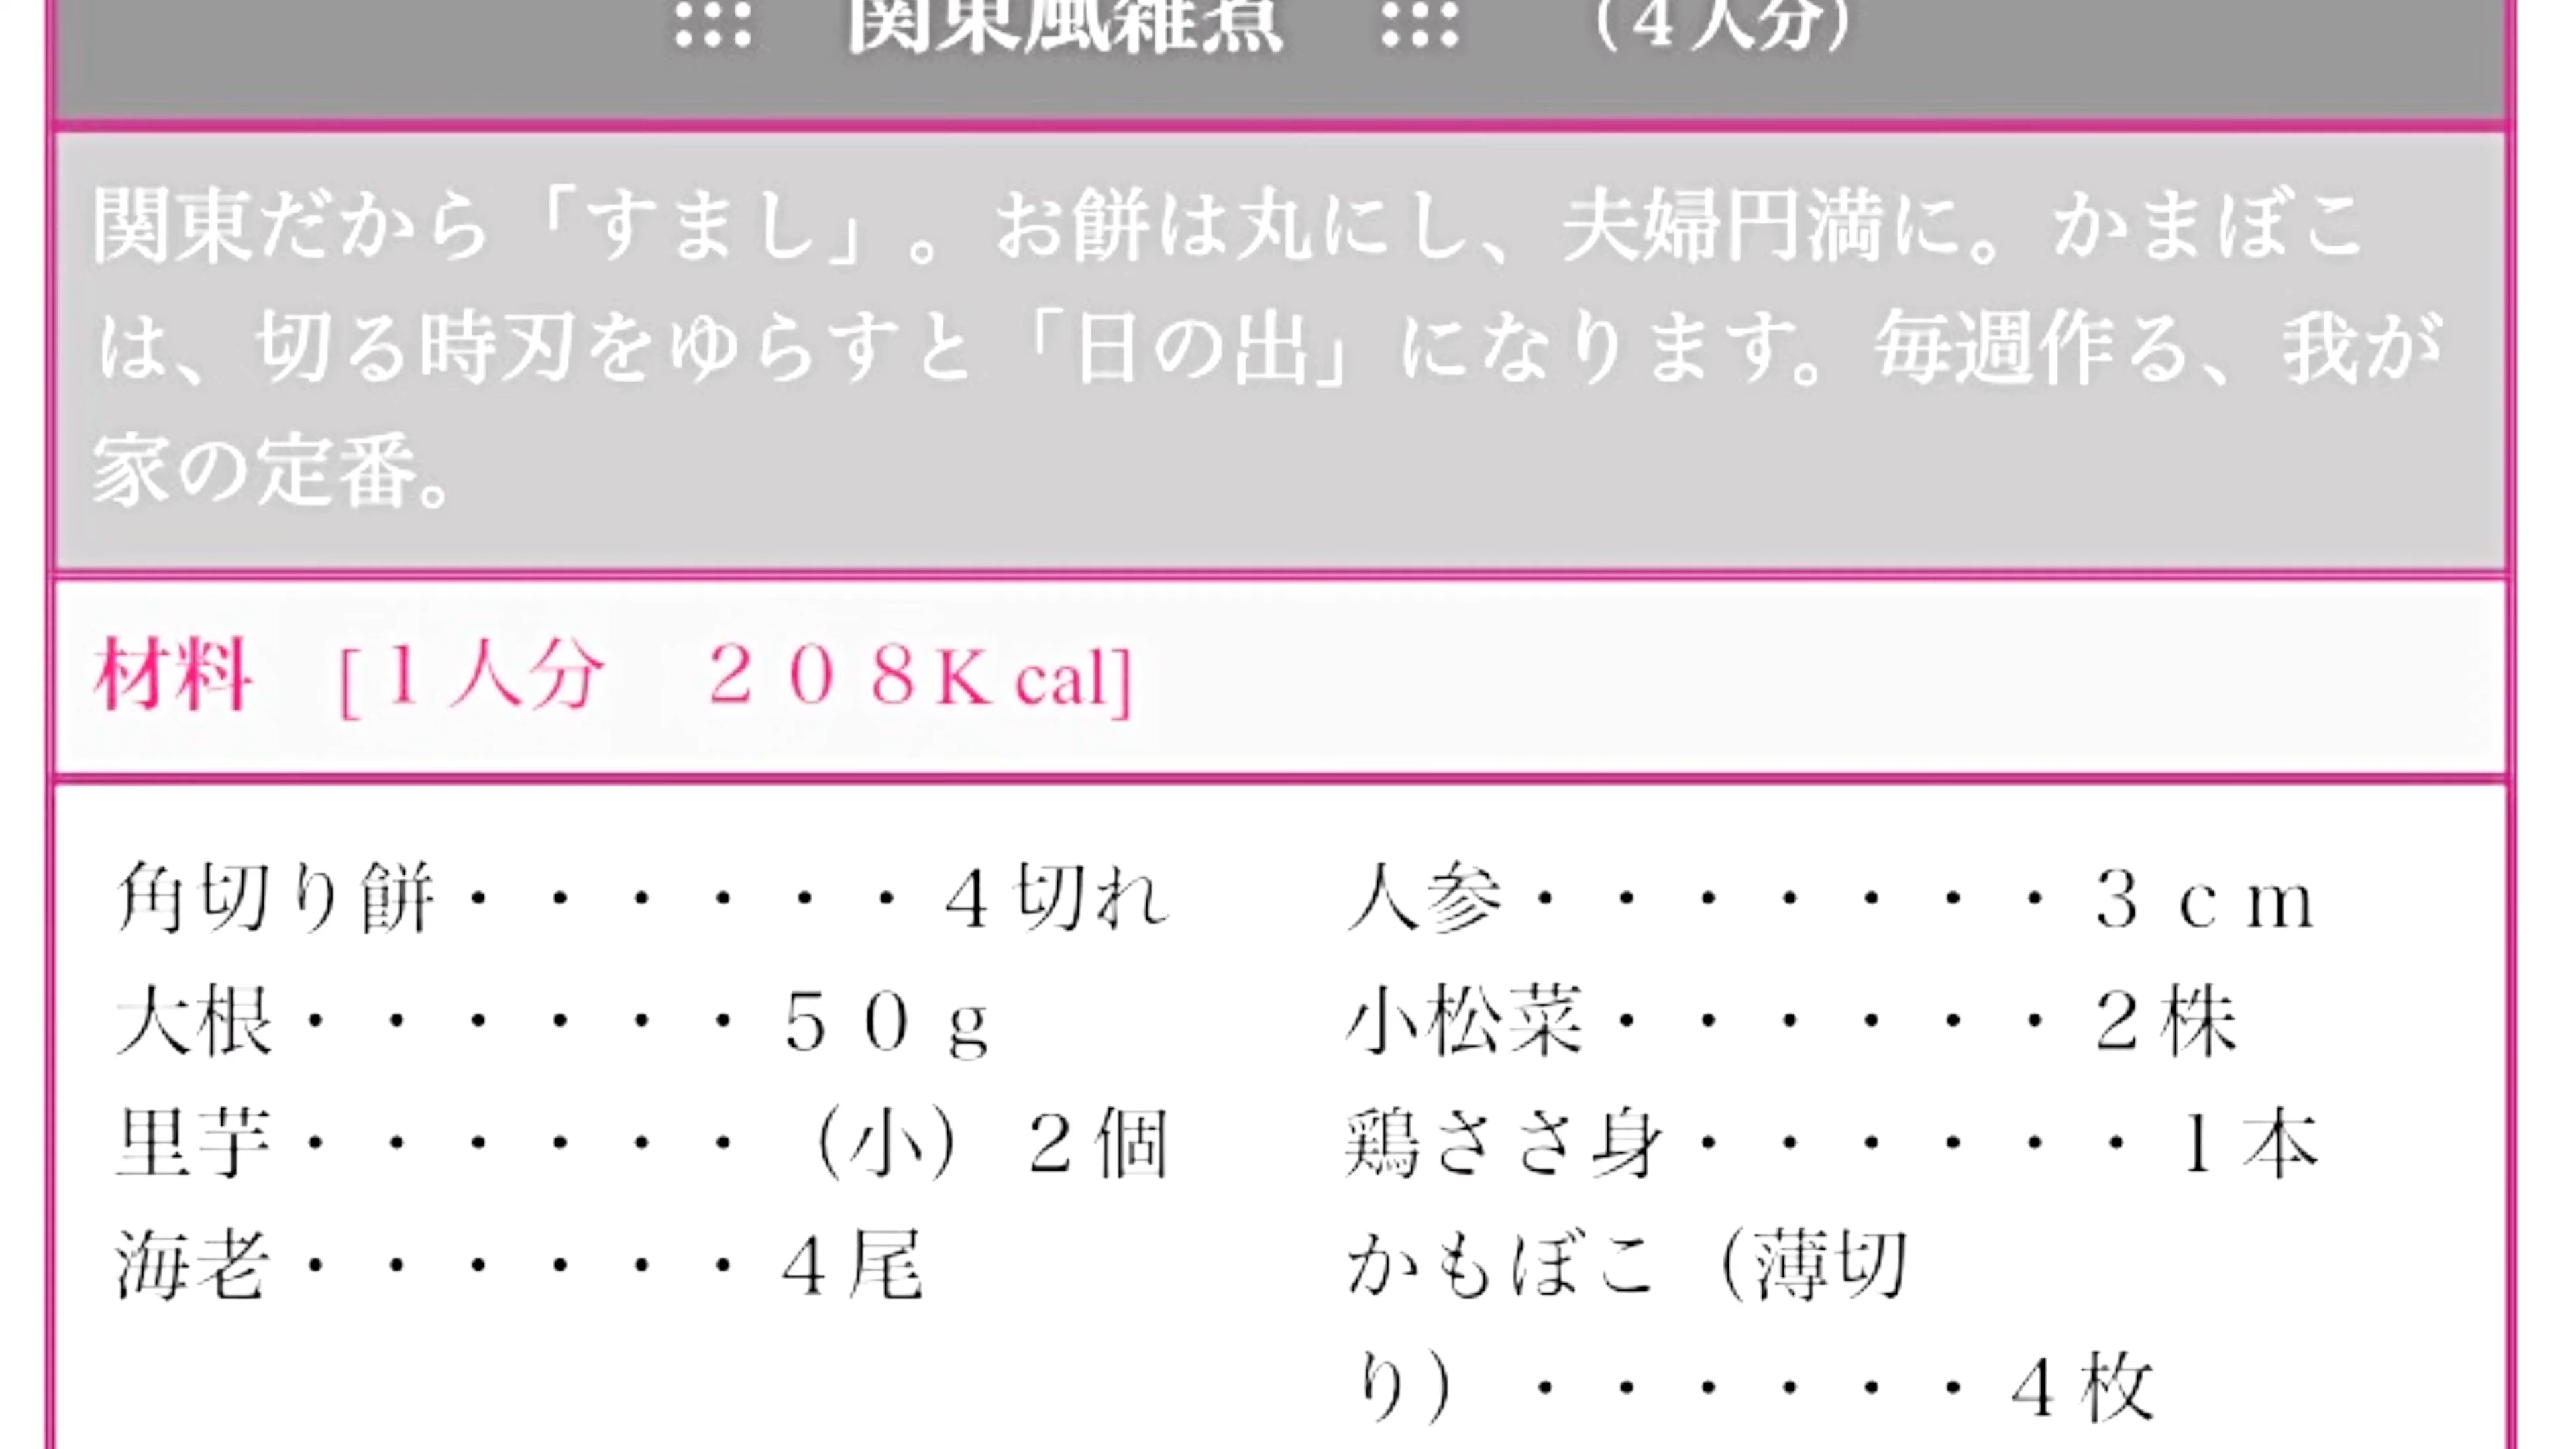 ⁝⁝⁝　関東風雑煮　⁝⁝⁝　（４人分）
関東だから「すまし」。お餅は丸にし、夫婦円満に。かまぼこ
は、切る時刃をゆらすと「日の出」になります。毎週作る、我が
家の定番。
材料　[１人分　２０８K cal]
角切り餅・・・・・・４切れ
大根・・・・・・５０ｇ
里芋・・・・・・（小）２個
海老・・・・・・４尾
人参・・・・・・・３ｃｍ
小松菜・・・・・・２株
鶏ささ身・・・・・・１本
かもぼこ（薄切
り）・・・・・・４枚